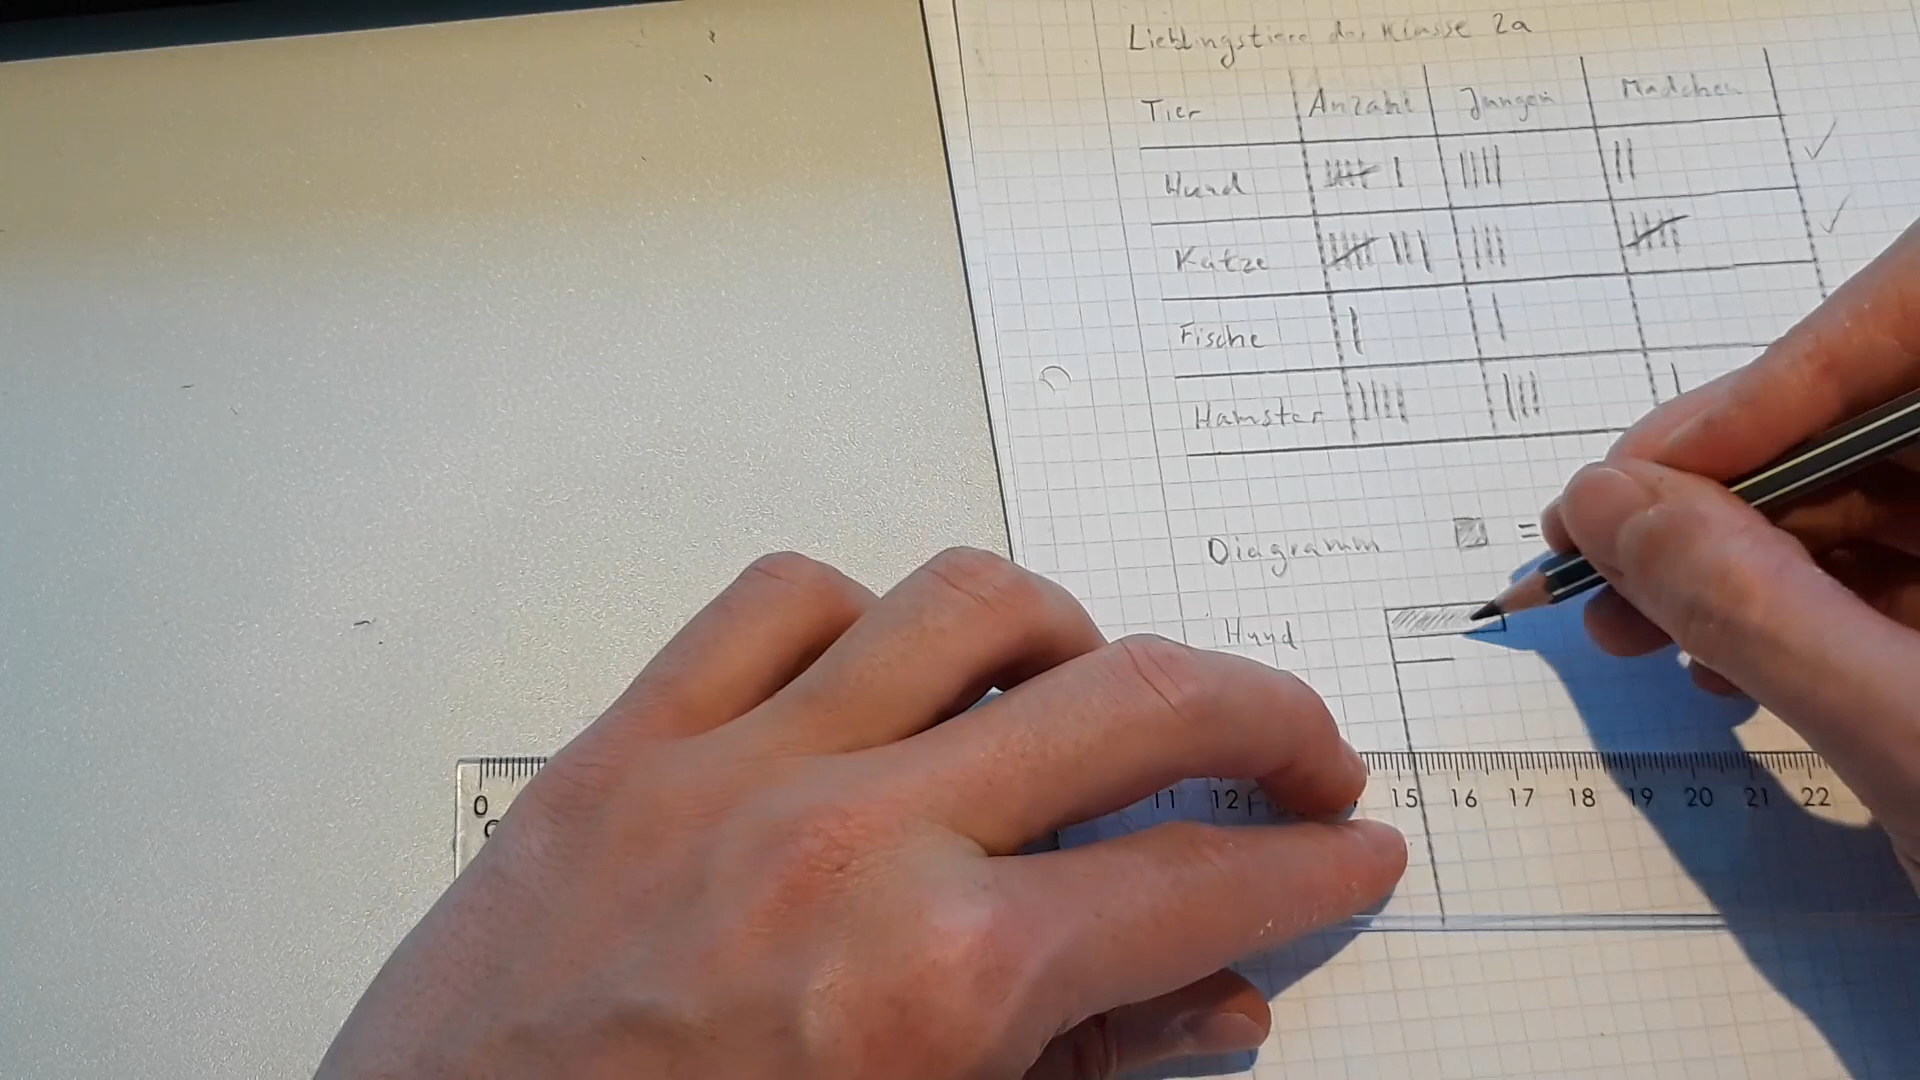 Lieblingstiere der Klasse 2a
Tier Anzahl Jungen Mädchen
Hund
Katze
Fische
Hamster
Diagramm =
Hund
0 11 12 15 16 17 18 19 20 21 22